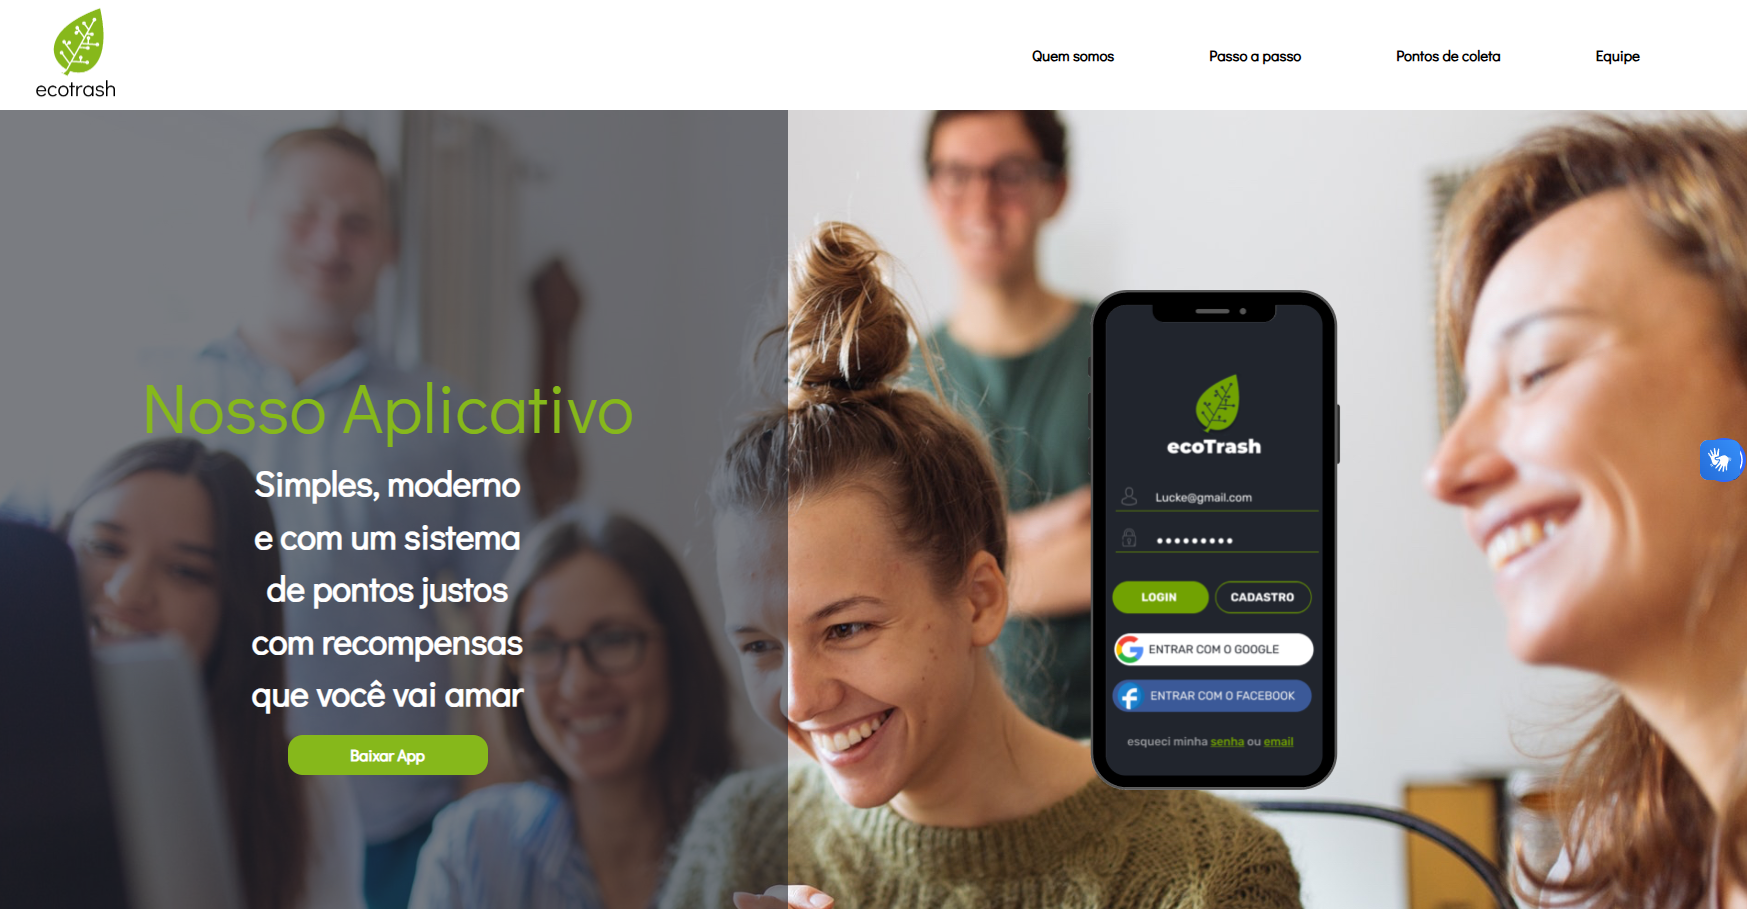 ecotrash
Quem somos
Passo a passo
Pontos de coleta
Equipe
Nosso Aplicativo
Simples, moderno
e com um sistema
de pontos justos
com recompensas
que você vai amar
Baixar App
ecoTrash
Lucke@gmail.com
LOGIN
CADASTRO
ENTRAR COM O GOOGLE
ENTRAR COM O FACEBOOK
esqueci minha senha ou email